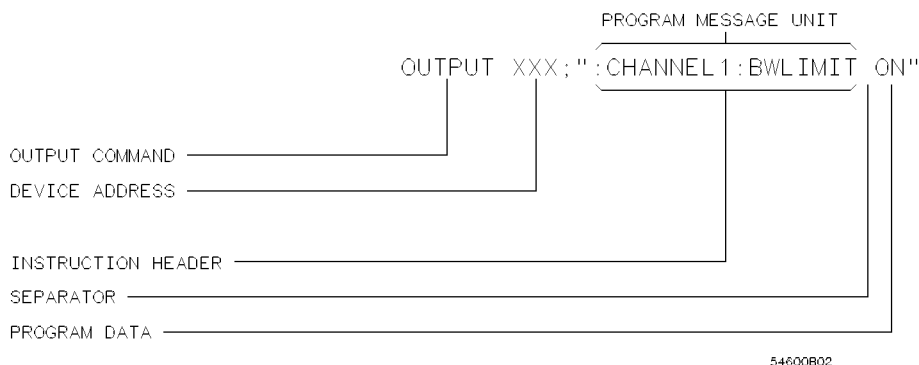 PROGRAM MESSAGE UNIT
OUTPUT XXX;":CHANNEL1:BWLIMIT ON"
OUTPUT COMMAND
DEVICE ADDRESS
INSTRUCTION HEADER
SEPARATOR
PROGRAM DATA
54600B02